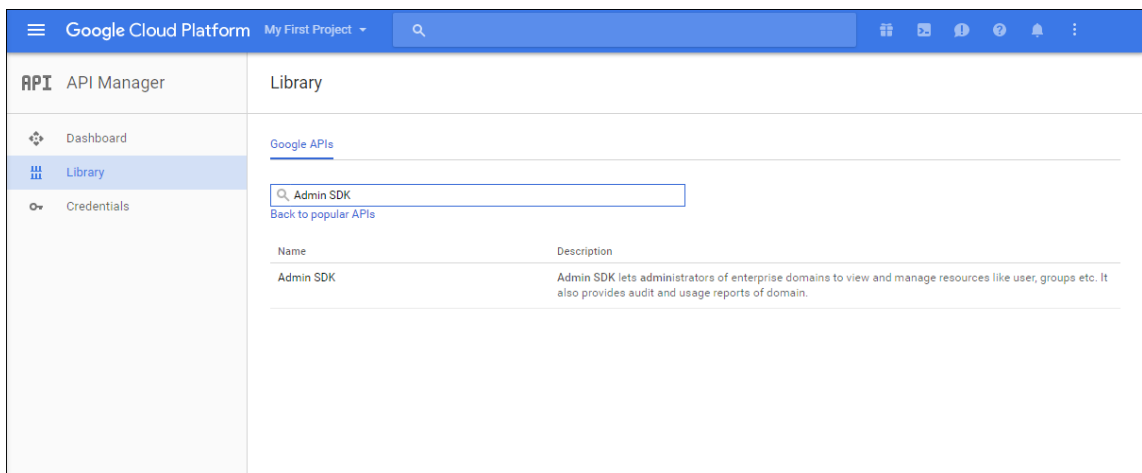 Google Cloud Platform My First Project
API API Manager
Library
Dashboard
Library
Credentials
Google APIs
Admin SDK
Back to popular APIs
Name Description
Admin SDK Admin SDK lets administrators of enterprise domains to view and manage resources like user, groups etc. It
also provides audit and usage reports of domain.